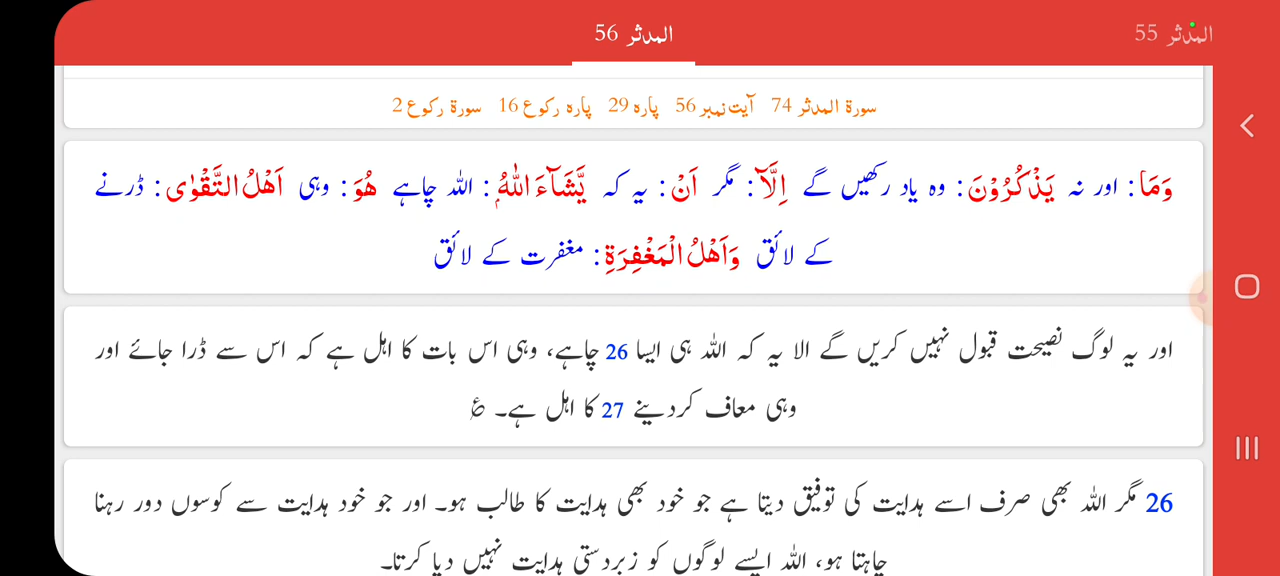 المدثر 55
المدثر 56
سورۃ المدثر 74 آیت نمبر 56 پارہ 29 پارہ رکوع 16 سورۃ رکوع 2
وَمَا: اور نہ يَذْكُرُوْنَ: وہ یاد رکھیں گے اِلَّآ: مگر اَنْ: یہ کہ يَّشَآءَ اللّٰهُ ۭ: اللہ چاہے هُوَ: وہی اَهْلُ التَّقْوٰى: ڈرنے
کے لائق وَاَهْلُ الْمَغْفِرَةِ: مغفرت کے لائق
اور یہ لوگ نصیحت قبول نہیں کریں گے الا یہ کہ اللہ ہی ایسا 26 چاہے، وہی اس بات کا اہل ہے کہ اس سے ڈرا جائے اور
وہی معاف کردینے 27 کا اہل ہے۔ ع
26 مگر اللہ بھی صرف اسے ہدایت کی توفیق دیتا ہے جو خود بھی ہدایت کا طالب ہو۔ اور جو خود ہدایت سے کوسوں دور رہنا
چاہتا ہو، اللہ ایسے لوگوں کو زبردستی ہدایت نہیں دیا کرتا۔